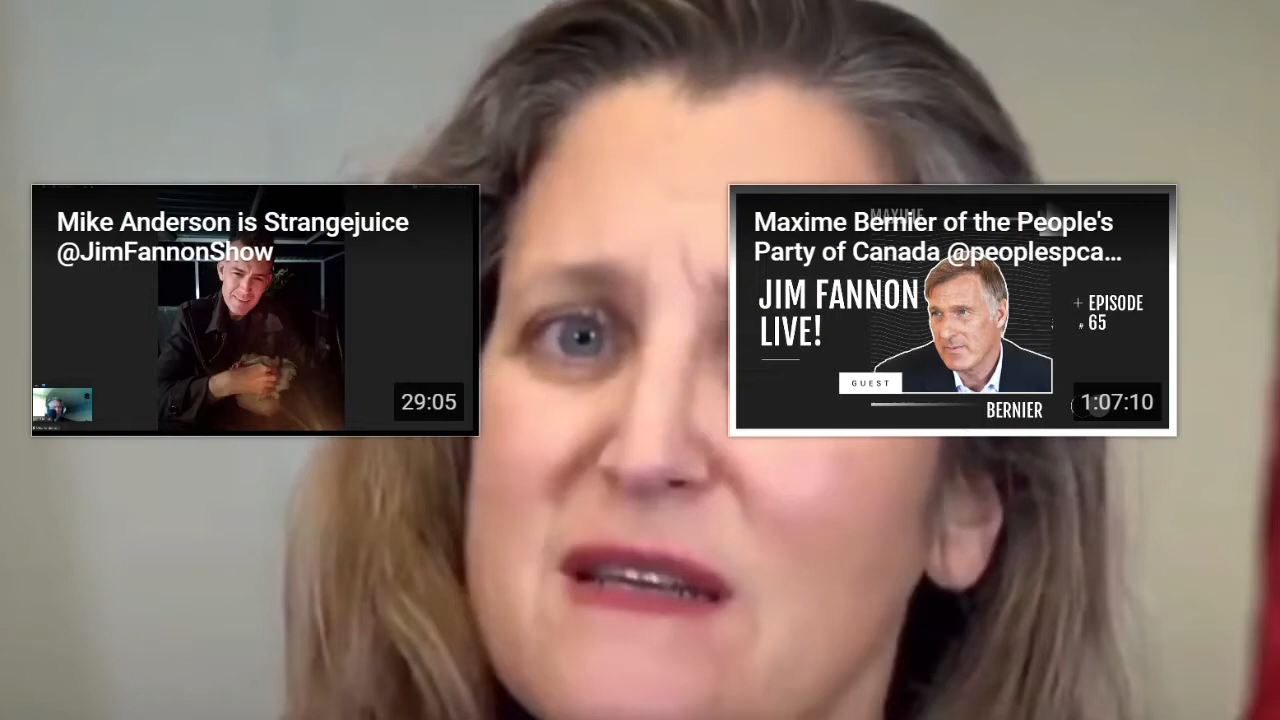 Mike Anderson is Strangejuice
@JimFannonShow
29:05
MAXIME
Maxime Bernier of the People's
Party of Canada @peoplespca...
JIM FANNON
LIVE!
+ EPISODE
# 65
GUEST
BERNIER
1:07:10